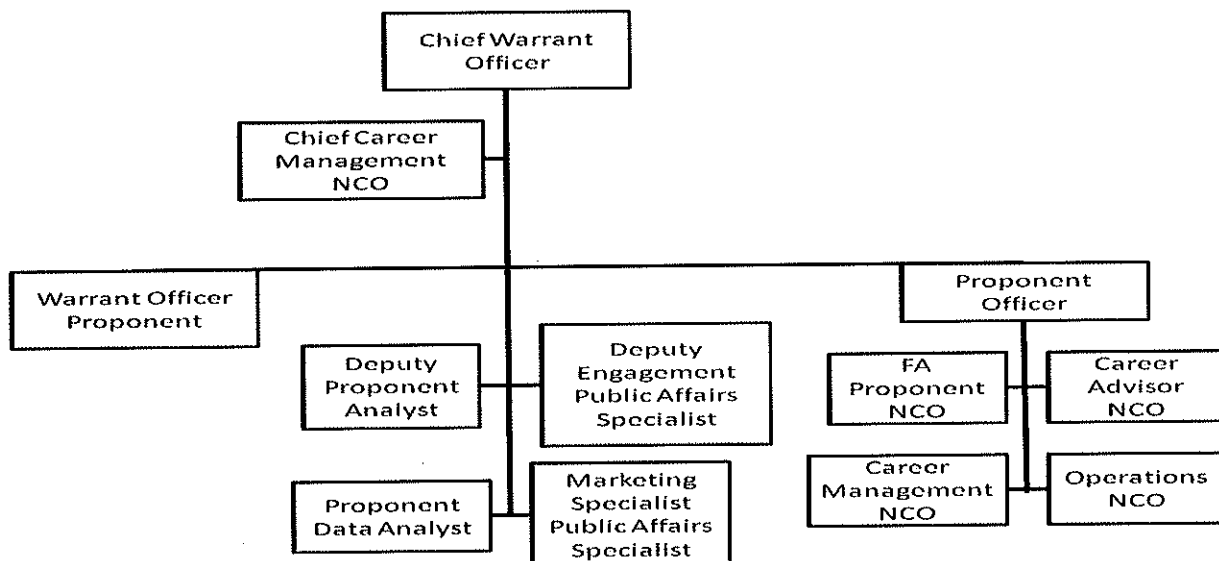 Chief Warrant
Officer
Chief Career
Management
NCO
Warrant Officer
Proponent
Proponent
Officer
Deputy
Proponent
Analyst
Deputy
Engagement
Public Affairs
Specialist
FA
Proponent
NCO
Career
Advisor
NCO
Proponent
Data Analyst
Marketing
Specialist
Public Affairs
Specialist
Career
Management
NCO
Operations
NCO